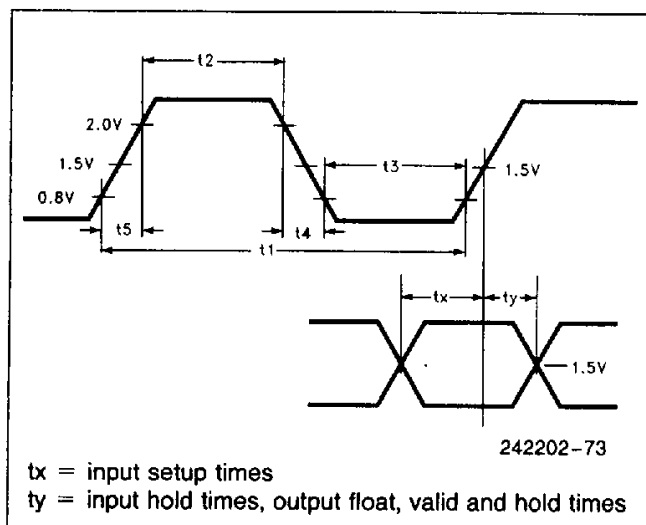 t2
2.0V
1.5V
0.8V
t3
1.5V
t5
t4
t1
tx
ty
1.5V
242202-73
tx = input setup times
ty = input hold times, output float, valid and hold times